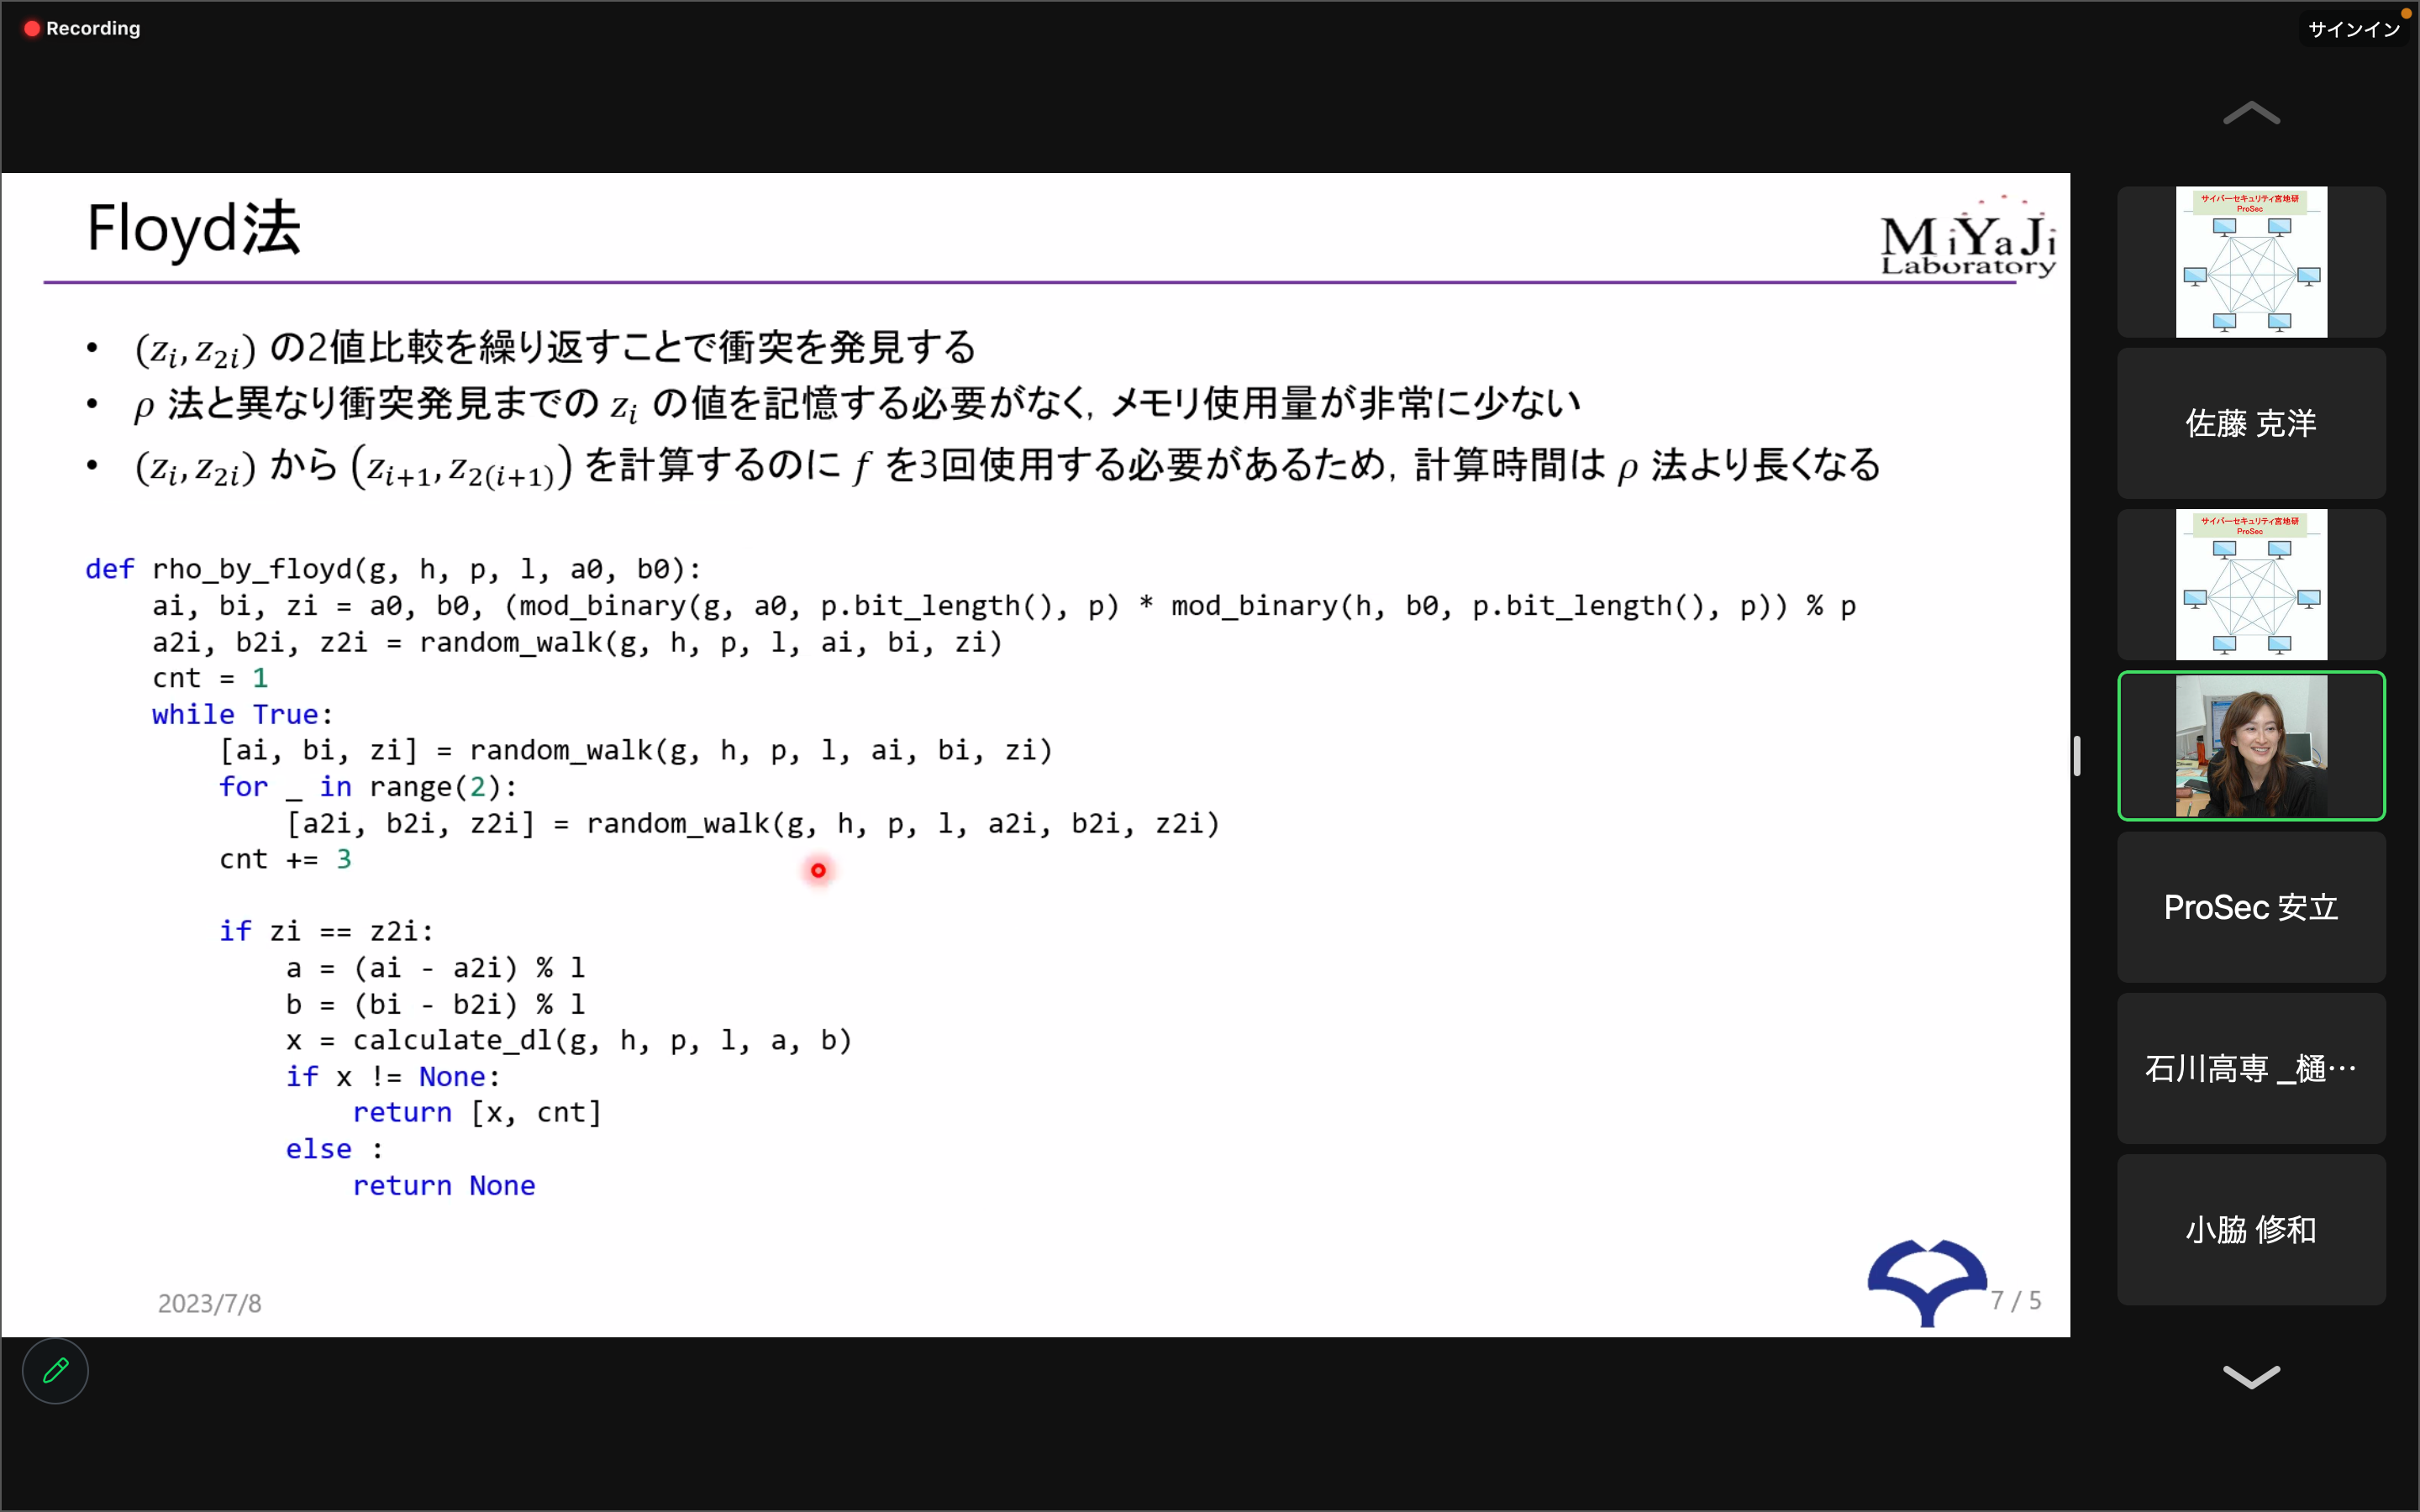 Recording
サインイン
Floyd法
MiYaJi
Laboratory
• (z_i, z_{2i}) の2値比較を繰り返すことで衝突を発見する
• ρ 法と異なり衝突発見までの z_i の値を記憶する必要がなく, メモリ使用量が非常に少ない
• (z_i, z_{2i}) から (z_{i+1}, z_{2(i+1)}) を計算するのに f を3回使用する必要があるため, 計算時間は ρ 法より長くなる
def rho_by_floyd(g, h, p, l, a0, b0):
    ai, bi, zi = a0, b0, (mod_binary(g, a0, p.bit_length(), p) * mod_binary(h, b0, p.bit_length(), p)) % p
    a2i, b2i, z2i = random_walk(g, h, p, l, ai, bi, zi)
    cnt = 1
    while True:
        [ai, bi, zi] = random_walk(g, h, p, l, ai, bi, zi)
        for _ in range(2):
            [a2i, b2i, z2i] = random_walk(g, h, p, l, a2i, b2i, z2i)
        cnt += 3
        if zi == z2i:
            a = (ai - a2i) % l
            b = (bi - b2i) % l
            x = calculate_dl(g, h, p, l, a, b)
            if x != None:
                return [x, cnt]
            else :
                return None
2023/7/8
7 / 5
サイバーセキュリティ宮地研
ProSec
佐藤 克洋
サイバーセキュリティ宮地研
ProSec
ProSec 安立
石川高専 _樋…
小脇 修和